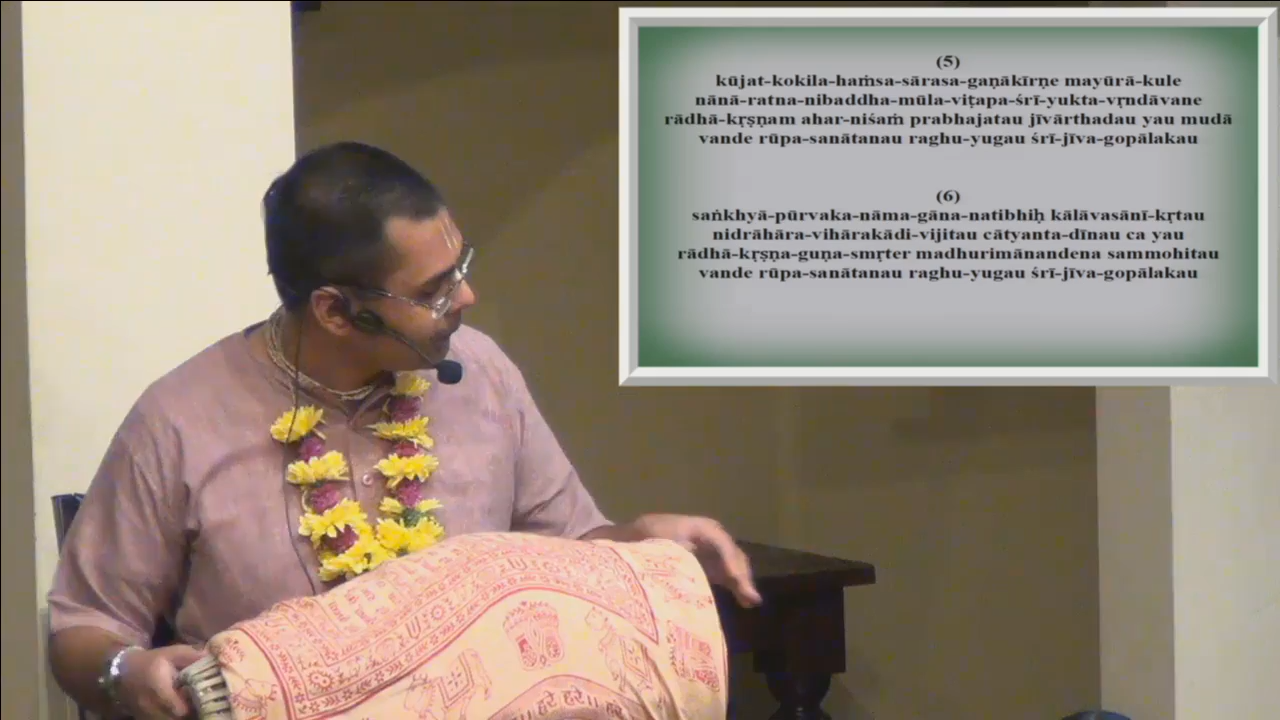 (5)
kūjat-kokila-haṁsa-sārasa-gaṇākīrṇe mayūrā-kule
nānā-ratna-nibaddha-mūla-viṭapa-śrī-yukta-vṛndāvane
rādhā-kṛṣṇam ahar-niśaṁ prabhajatau jīvārthadau yau mudā
vande rūpa-sanātanau raghu-yugau śrī-jīva-gopālakau
(6)
saṅkhyā-pūrvaka-nāma-gāna-natibhiḥ kālāvasānī-kṛtau
nidrāhāra-vihārakādi-vijitau cātyanta-dīnau ca yau
rādhā-kṛṣṇa-guṇa-smṛter madhurimānandena sammohitau
vande rūpa-sanātanau raghu-yugau śrī-jīva-gopālakau
हरे हरे॥